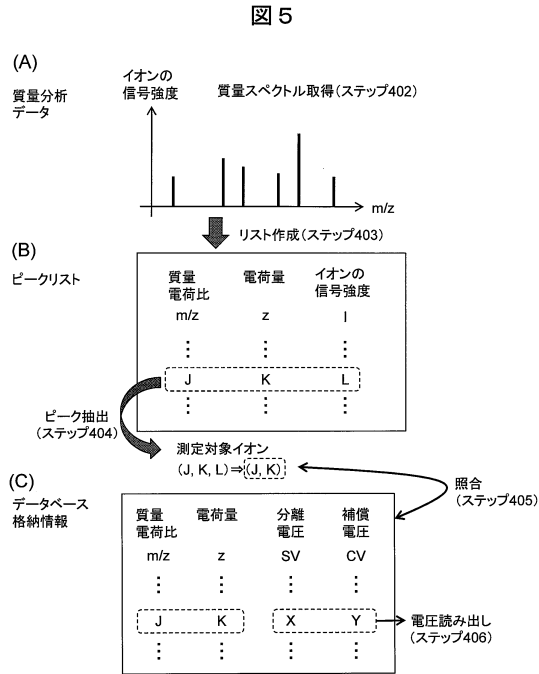 図５
(A)
質量分析
データ
イオンの
信号強度
質量スペクトル取得(ステップ402)
m/z
リスト作成(ステップ403)
(B)
ピークリスト
質量
電荷比
電荷量
イオンの
信号強度
m/z z I
⋮ ⋮ ⋮
J K L
⋮ ⋮ ⋮
ピーク抽出
(ステップ404)
測定対象イオン
(J, K, L)⇒(J, K)
照合
(ステップ405)
(C)
データベース
格納情報
質量
電荷比
電荷量
分離
電圧
補償
電圧
m/z z SV CV
⋮ ⋮ ⋮ ⋮
J K X Y
⋮ ⋮ ⋮ ⋮
電圧読み出し
(ステップ406)